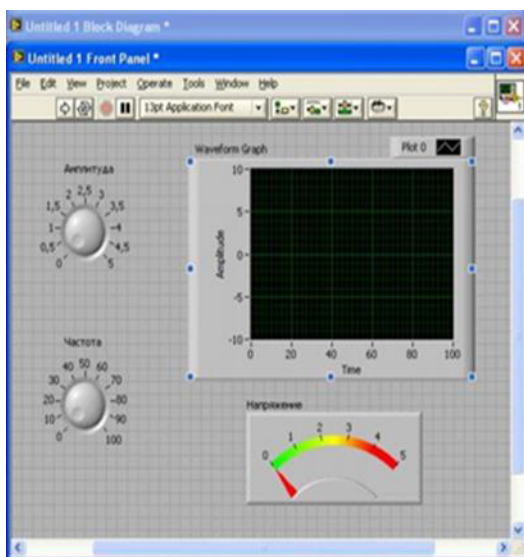 Untitled 1 Block Diagram *
Untitled 1 Front Panel *
File Edit View Project Operate Tools Window Help
13pt Application Font
1
Амплитуда
0 0,5 1 1,5 2 2,5 3 3,5 4 4,5 5
Waveform Graph
Plot 0
Amplitude
10
5
0
-5
-10
0 20 40 60 80 100
Time
Частота
0 10 20 30 40 50 60 70 80 90 100
Напряжение
0 1 2 3 4 5